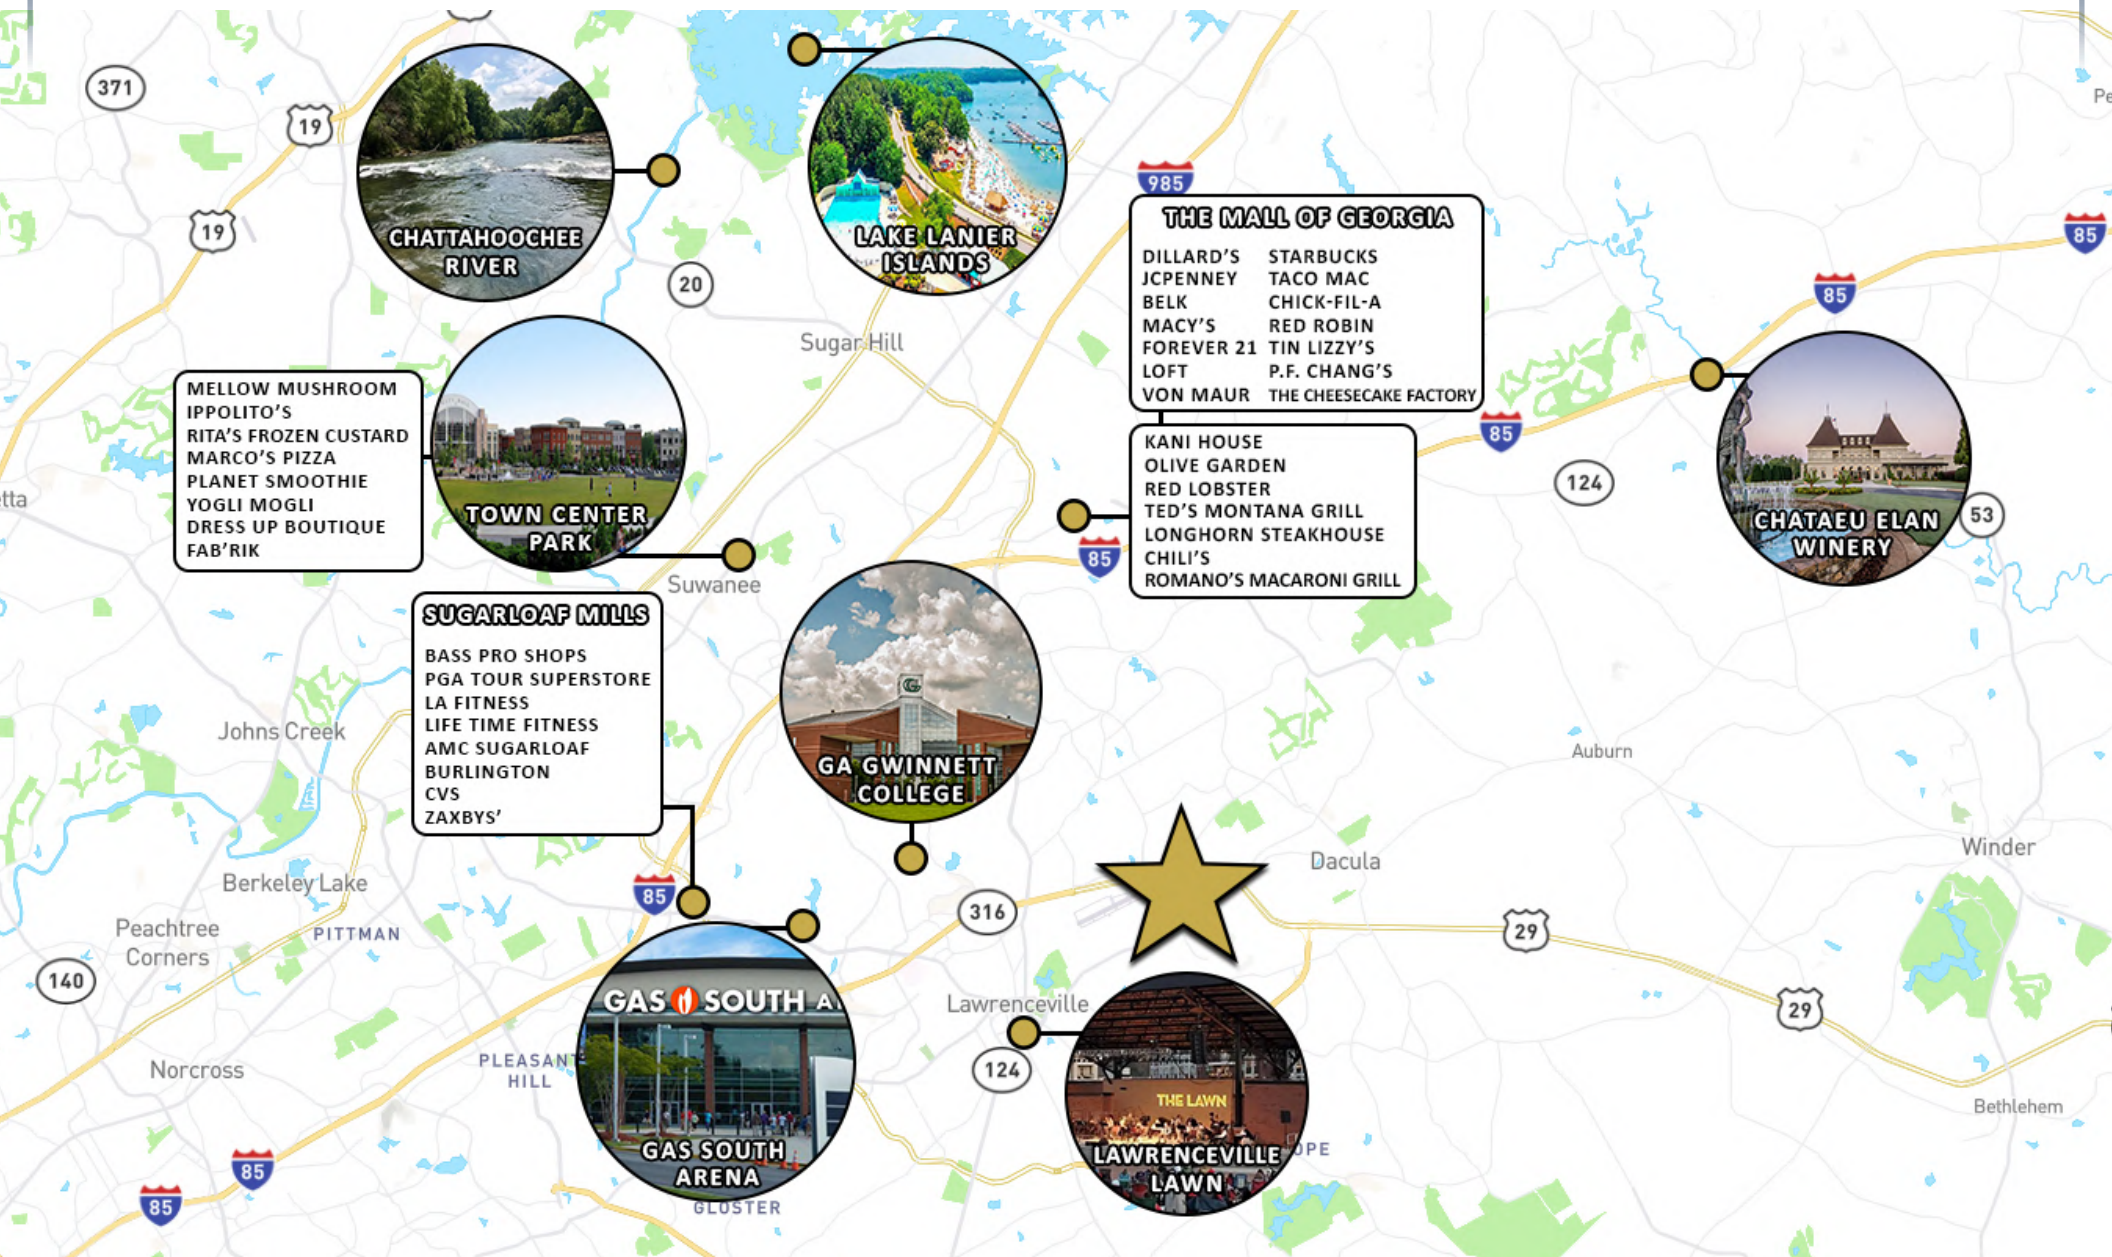 371
19
19
CHATTAHOOCHEE
RIVER
20
LAKE LANIER
ISLANDS
Sugar Hill
985
THE MALL OF GEORGIA
DILLARD'S STARBUCKS
JCPENNEY TACO MAC
BELK CHICK-FIL-A
MACY'S RED ROBIN
FOREVER 21 TIN LIZZY'S
LOFT P.F. CHANG'S
VON MAUR THE CHEESECAKE FACTORY
KANI HOUSE
OLIVE GARDEN
RED LOBSTER
TED'S MONTANA GRILL
LONGHORN STEAKHOUSE
CHILI'S
ROMANO'S MACARONI GRILL
85
85
85
85
124
53
CHATAEU ELAN
WINERY
MELLOW MUSHROOM
IPPOLITO'S
RITA'S FROZEN CUSTARD
MARCO'S PIZZA
PLANET SMOOTHIE
YOGLI MOGLI
DRESS UP BOUTIQUE
FAB'RIK
TOWN CENTER
PARK
Suwanee
etta
Pe
SUGARLOAF MILLS
BASS PRO SHOPS
PGA TOUR SUPERSTORE
LA FITNESS
LIFE TIME FITNESS
AMC SUGARLOAF
BURLINGTON
CVS
ZAXBYS'
G
GA GWINNETT
COLLEGE
Johns Creek
Berkeley Lake
Peachtree
Corners
PITTMAN
140
Norcross
85
85
85
PLEASANT
HILL
GAS SOUTH A
GAS SOUTH
ARENA
GLOSTER
316
Lawrenceville
124
THE LAWN
LAWRENCEVILLE
LAWN
OPE
Dacula
Auburn
Winder
29
29
Bethlehem